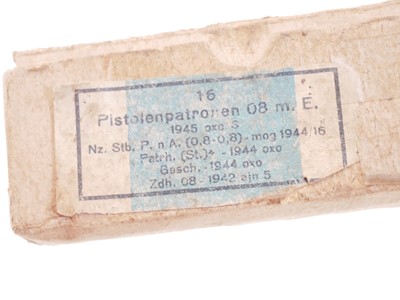 16
Pistolenpatronen 08 m. E.
1945 oxo S
Nz. Stb. P. n A. (0,8-0,8) - mog 1944/16
Patrh. (St.)+ - 1944 oxo
Gesch. - 1944 oxo
Zdh. 08 - 1942 ejn 5